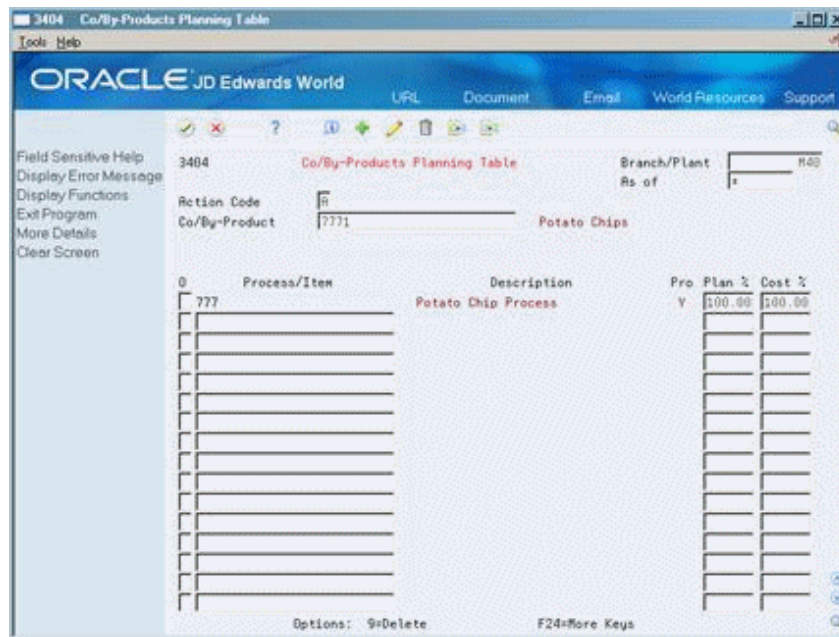 3404 Co/By-Products Planning Table
Tools Help
ORACLE JD Edwards World
URL Document Email World Resources Support
Field Sensitive Help
Display Error Message
Display Functions
Exit Program
More Details
Clear Screen
3404 Co/By-Products Planning Table Branch/Plant M40
As of *
Action Code A
Co/By-Product 7771 Potato Chips
O Process/Item Description Pro Plan % Cost %
777 Potato Chip Process Y 100.00 100.00
Options: 9=Delete F24=More Keys